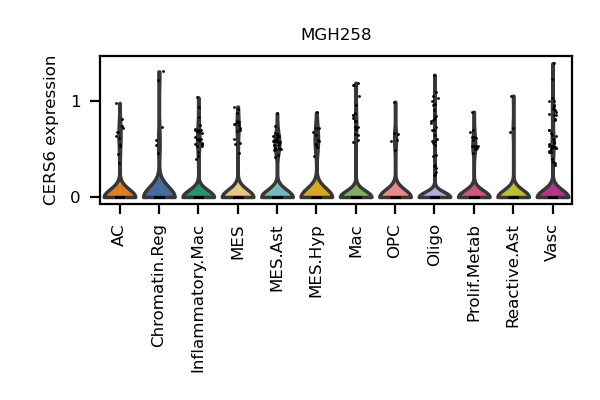 MGH258
CERS6 expression
1
0
AC
Chromatin.Reg
Inflammatory.Mac
MES
MES.Ast
MES.Hyp
Mac
OPC
Oligo
Prolif.Metab
Reactive.Ast
Vasc